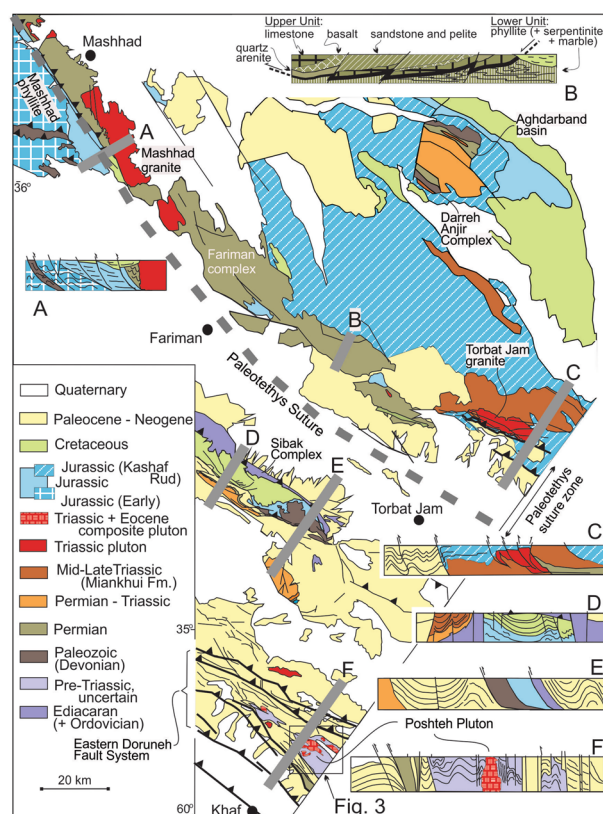 Upper Unit:
limestone
basalt
sandstone and pelite
Lower Unit:
phyllite (+ serpentinite
+ marble)
quartz
arenite
B
Mashhad
Mashhad
phyllite
A
Mashhad
granite
Aghdarband
basin
36º
Darreh
Anjir
Complex
Fariman
complex
A
B
Fariman
Torbat Jam
granite
C
Paleotethys Suture
Quaternary
Paleocene - Neogene
Cretaceous
Jurassic (Kashaf
Jurassic Rud)
Jurassic (Early)
Triassic + Eocene
composite pluton
Triassic pluton
Mid-LateTriassic
(Miankhui Fm.)
Permian - Triassic
Permian
Paleozoic
(Devonian)
Pre-Triassic,
uncertain
Ediacaran
(+ Ordovician)
Eastern Doruneh
Fault System
20 km
D
Sibak
Complex
E
Torbat Jam
Paleotethys
suture zone
C
35º
D
E
F
Poshteh Pluton
F
60º
Khaf
Fig. 3